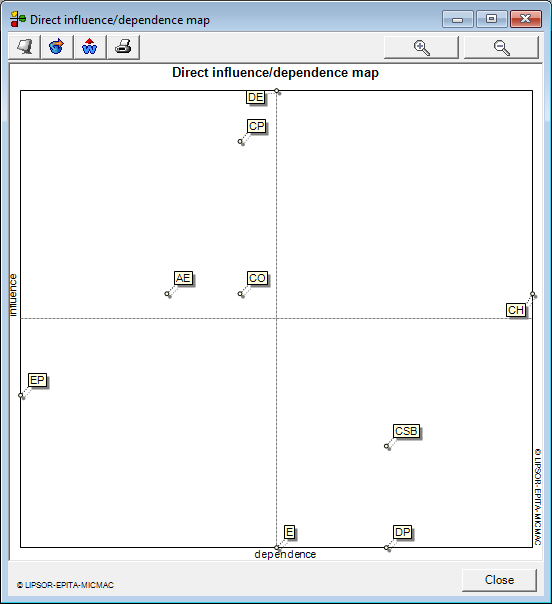 Direct influence/dependence map
Direct influence/dependence map
DE
CP
AE
CO
influence
CH
EP
CSB
© LIPSOR-EPITA-MICMAC
E
DP
dependence
© LIPSOR-EPITA-MICMAC
Close